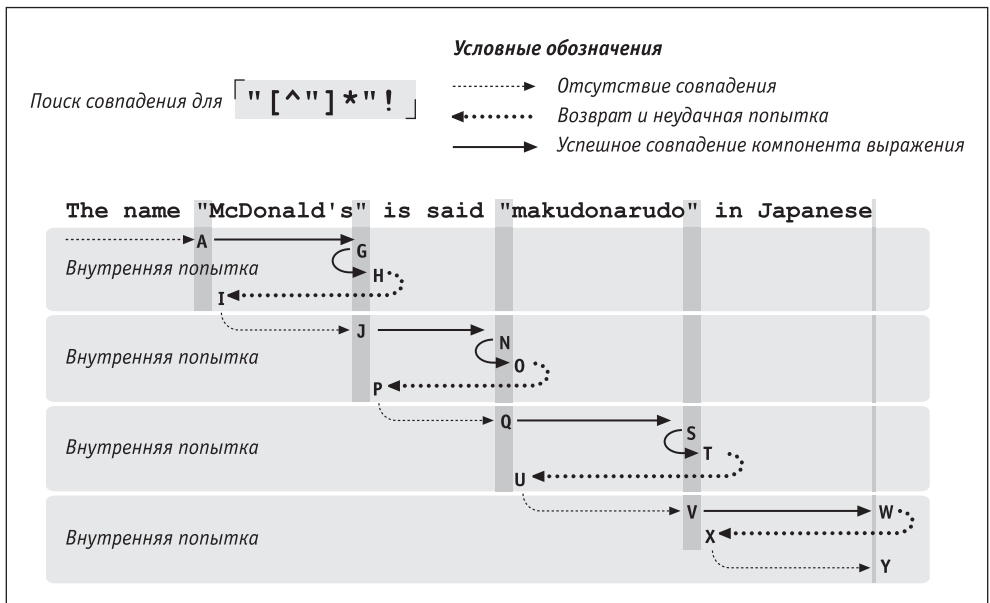 Условные обозначения
Поиск совпадения для "[^"]*"!
Отсутствие совпадения
Возврат и неудачная попытка
Успешное совпадение компонента выражения
The name "McDonald's" is said "makudonarudo" in Japanese
A
G
Внутренняя попытка
H
I
J
N
Внутренняя попытка
O
P
Q
S
Внутренняя попытка
T
U
V W
Внутренняя попытка
X
Y